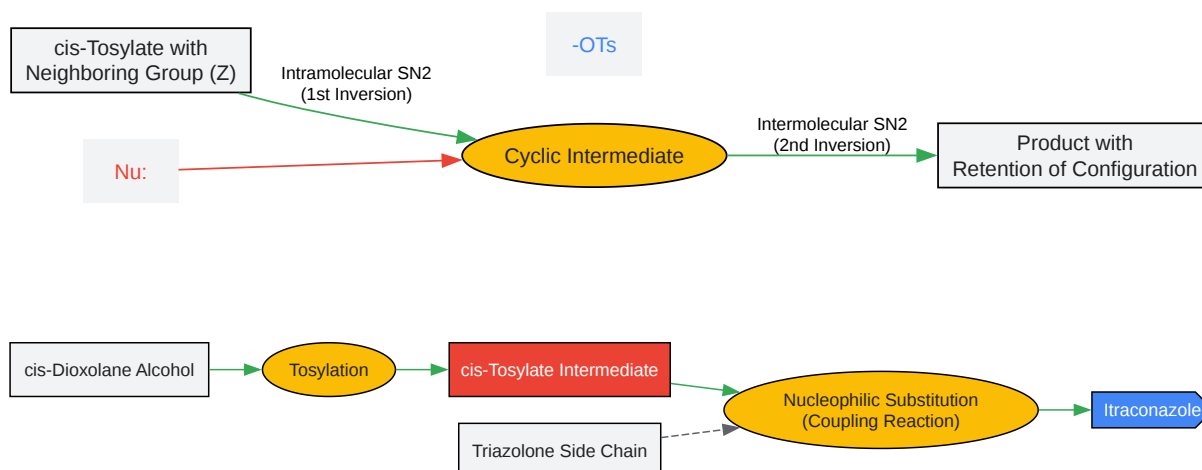 cis-Tosylate with
Neighboring Group (Z)
-OTs
Intramolecular SN2
(1st Inversion)
Nu:
Cyclic Intermediate
Intermolecular SN2
(2nd Inversion)
Product with
Retention of Configuration
cis-Dioxolane Alcohol
Tosylation
cis-Tosylate Intermediate
Triazolone Side Chain
Nucleophilic Substitution
(Coupling Reaction)
Itraconazole